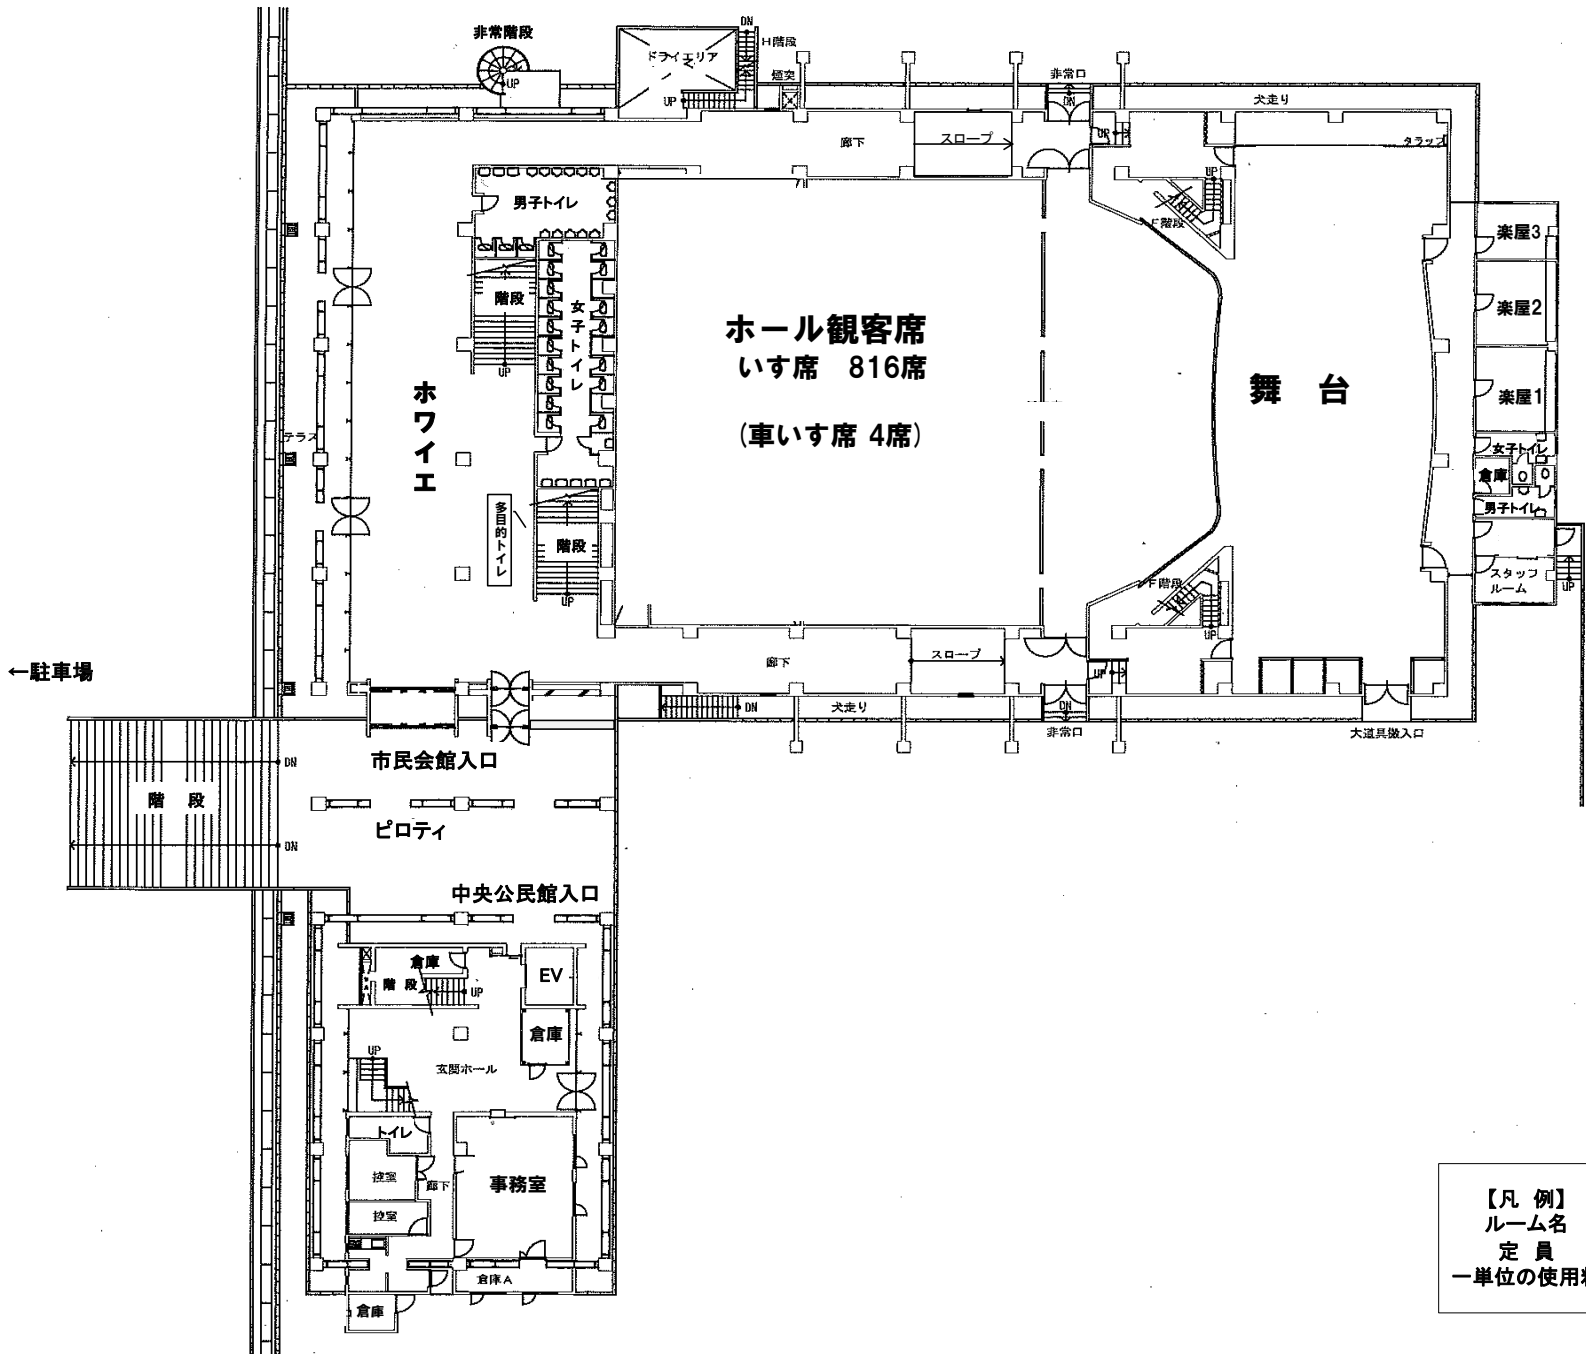 非常階段
UP
ドライエリア
DN
H階段
UP
煙突
非常口
DN
犬走り
廊下
スロープ
UP
タラップ
UP
F階段
男子トイレ
階段
UP
女子トイレ
ホール観客席
いす席 816席
(車いす席 4席)
舞 台
楽屋3
楽屋2
楽屋1
女子トイレ
倉庫
男子トイレ
スタッフ
ルーム
UP
ホワイエ
テラス
多目的トイレ
階段
UP
F階段
UP
廊下
スロープ
UP
←駐車場
DN
犬走り
DN
非常口
大道具搬入口
市民会館入口
DN
階 段
ピロティ
DN
中央公民館入口
倉庫
階 段
UP
EV
倉庫
UP
玄関ホール
トイレ
控室
廊下
事務室
控室
倉庫A
倉庫
【凡 例】
ルーム名
定 員
一単位の使用料